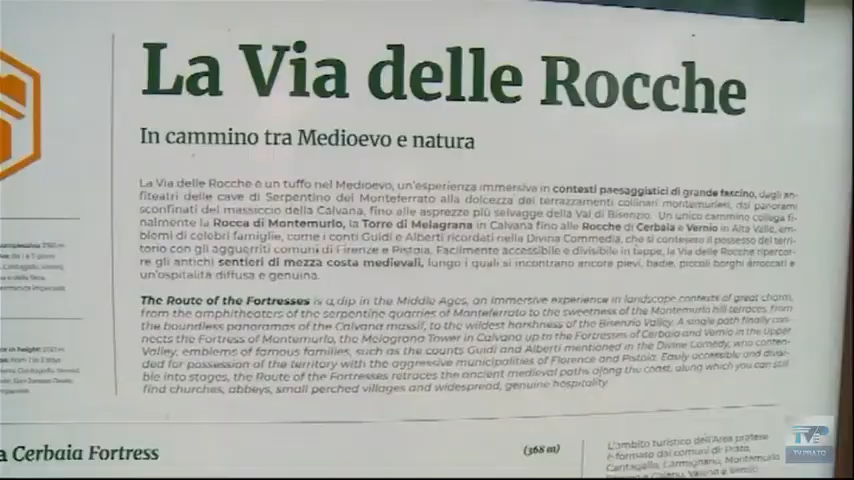 La Via delle Rocche
In cammino tra Medioevo e natura
La Via delle Rocche è un tuffo nel Medioevo, un'esperienza immersiva in contesti paesaggistici di grande fascino, dagli an-
fiteatri delle cave di Serpentino del Monteferrato alla dolcezza dei terrazzamenti collinari montemurlesi, dai panorami
sconfinati del massiccio della Calvana, fino alle asprezze più selvagge della Val di Bisenzio. Un unico cammino collega fi-
nalmente la Rocca di Montemurlo, la Torre di Melagrana in Calvana fino alle Rocche di Cerbaia e Vernio in Alta Valle, em-
blemi di celebri famiglie, come i conti Guidi e Alberti ricordati nella Divina Commedia, che si contesero il possesso del terri-
torio con gli agguerriti comuni di Firenze e Pistoia. Facilmente accessibile e divisibile in tappe, la Via delle Rocche ripercor-
re gli antichi sentieri di mezza costa medievali, lungo i quali si incontrano ancora pievi, badie, piccoli borghi arroccati e
un'ospitalità diffusa e genuina.
The Route of the Fortresses is a dip in the Middle Ages, an immersive experience in landscape contexts of great charm,
from the amphitheaters of the serpentine quarries of Monteferrato to the sweetness of the Montemurlo hill terraces, from
the boundless panoramas of the Calvana massif, to the wildest harshness of the Bisenzio Valley. A single path finally con-
nects the Fortress of Montemurlo, the Melograna Tower in Calvana up to the Fortresses of Cerbaia and Vernio in the Upper
Valley, emblems of famous families, such as the counts Guidi and Alberti mentioned in the Divine Comedy, who conten-
ded for possession of the territory with the aggressive municipalities of Florence and Pistoia. Easily accessible and divisi-
ble into stages, the Route of the Fortresses retraces the ancient medieval paths along the coast, along which you can still
find churches, abbeys, small perched villages and widespread, genuine hospitality
a Cerbaia Fortress
(368 m)
L'ambito turistico dell'Area pratese
è formato dai comuni di: Prato,
Cantagallo, Carmignano, Montemurlo
TV PRATO